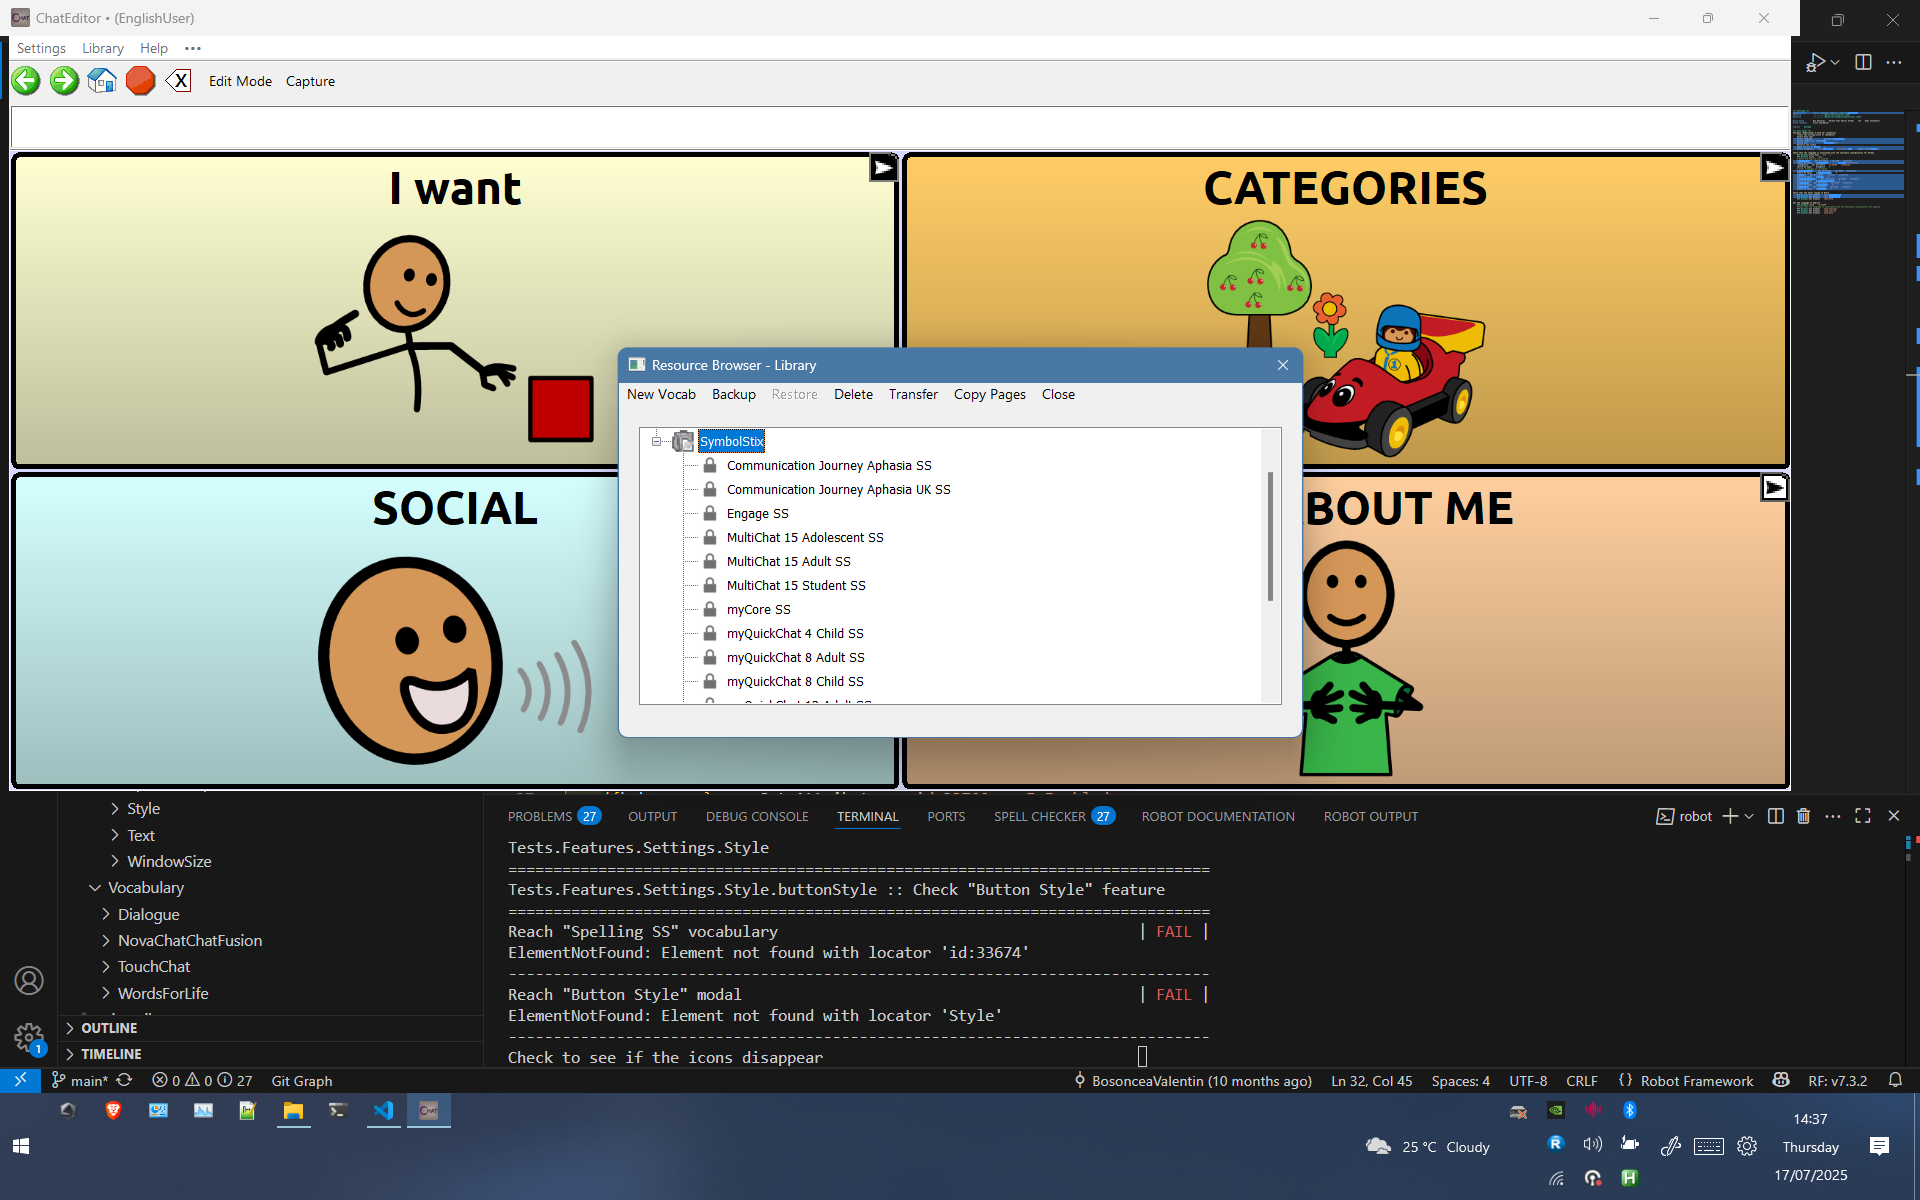 ChatEditor • (EnglishUser)
Settings Library Help
Edit Mode Capture
I want
CATEGORIES
SOCIAL
BOUT ME
Resource Browser - Library
New Vocab Backup Restore Delete Transfer Copy Pages Close
SymbolStix
Communication Journey Aphasia SS
Communication Journey Aphasia UK SS
Engage SS
MultiChat 15 Adolescent SS
MultiChat 15 Adult SS
MultiChat 15 Student SS
myCore SS
myQuickChat 4 Child SS
myQuickChat 8 Adult SS
myQuickChat 8 Child SS
Style
Text
WindowSize
Vocabulary
Dialogue
NovaChatChatFusion
TouchChat
WordsForLife
OUTLINE
TIMELINE
PROBLEMS 27 OUTPUT DEBUG CONSOLE TERMINAL PORTS SPELL CHECKER 27 ROBOT DOCUMENTATION ROBOT OUTPUT
robot
Tests.Features.Settings.Style
==============================================================================
Tests.Features.Settings.Style.buttonStyle :: Check "Button Style" feature
==============================================================================
Reach "Spelling SS" vocabulary | FAIL |
ElementNotFound: Element not found with locator 'id:33674'
------------------------------------------------------------------------------
Reach "Button Style" modal | FAIL |
ElementNotFound: Element not found with locator 'Style'
------------------------------------------------------------------------------
Check to see if the icons disappear
1
main* 0 0 27 Git Graph
BosonceaValentin (10 months ago) Ln 32, Col 45 Spaces: 4 UTF-8 CRLF {} Robot Framework RF: v7.3.2
CHAT
25 °C Cloudy
14:37
Thursday
17/07/2025